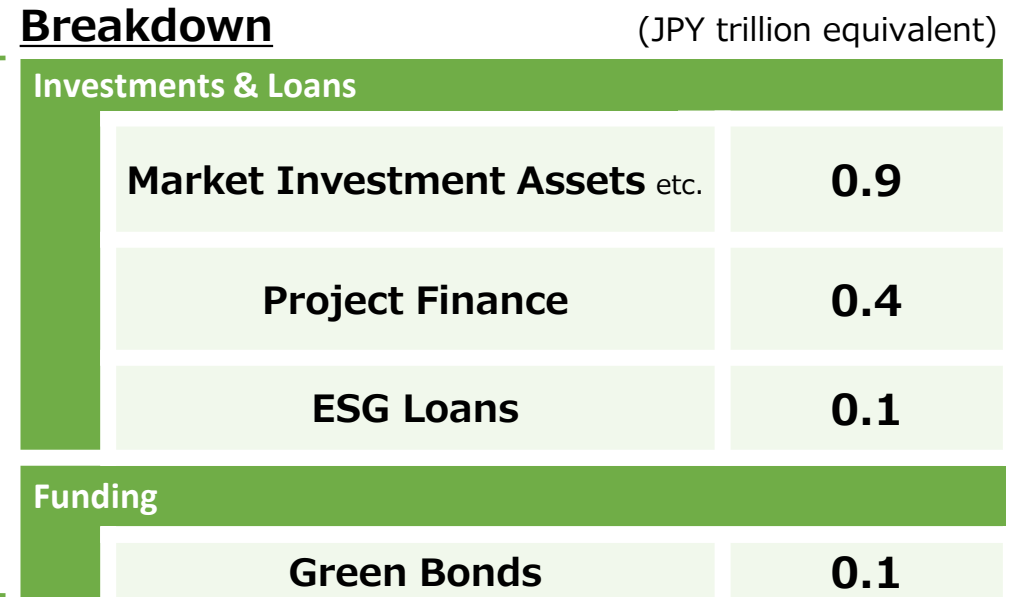 Breakdown (JPY trillion equivalent)
Investments & Loans
Market Investment Assets etc. 0.9
Project Finance 0.4
ESG Loans 0.1
Funding
Green Bonds 0.1